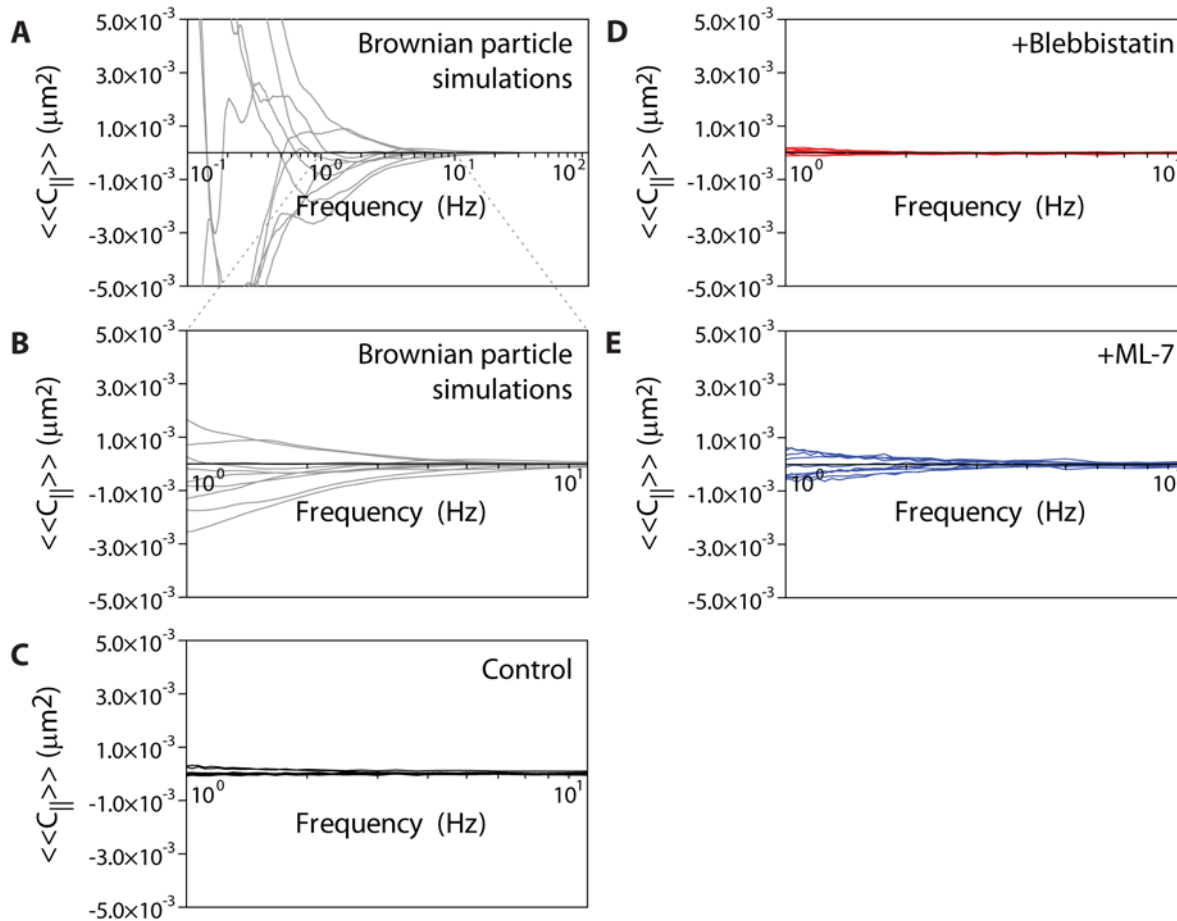 A
5.0×10⁻³
3.0×10⁻³
1.0×10⁻³
-1.0×10⁻³
-3.0×10⁻³
-5.0×10⁻³
<<C||>> (μm²)
Brownian particle
simulations
10⁻¹ 10⁰ 10¹ 10²
Frequency (Hz)
B
5.0×10⁻³
3.0×10⁻³
1.0×10⁻³
-1.0×10⁻³
-3.0×10⁻³
-5.0×10⁻³
<<C||>> (μm²)
Brownian particle
simulations
10⁰ 10¹
Frequency (Hz)
C
5.0×10⁻³
3.0×10⁻³
1.0×10⁻³
-1.0×10⁻³
-3.0×10⁻³
-5.0×10⁻³
<<C||>> (μm²)
Control
10⁰ 10¹
Frequency (Hz)
D
5.0×10⁻³
3.0×10⁻³
1.0×10⁻³
-1.0×10⁻³
-3.0×10⁻³
-5.0×10⁻³
<<C||>> (μm²)
+Blebbistatin
10⁰ 10
Frequency (Hz)
E
5.0×10⁻³
3.0×10⁻³
1.0×10⁻³
-1.0×10⁻³
-3.0×10⁻³
-5.0×10⁻³
<<C||>> (μm²)
+ML-7
10⁰ 10
Frequency (Hz)